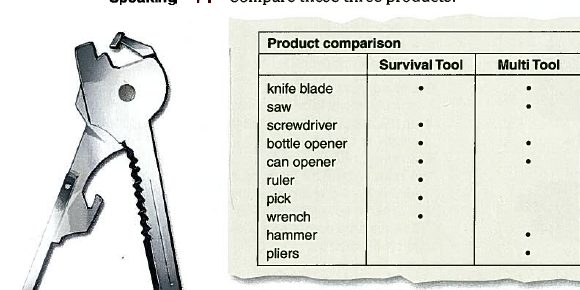 Speaking Compare these three products.
Product comparison
Survival Tool Multi Tool
knife blade
saw
screwdriver
bottle opener
can opener
ruler
pick
wrench
hammer
pliers